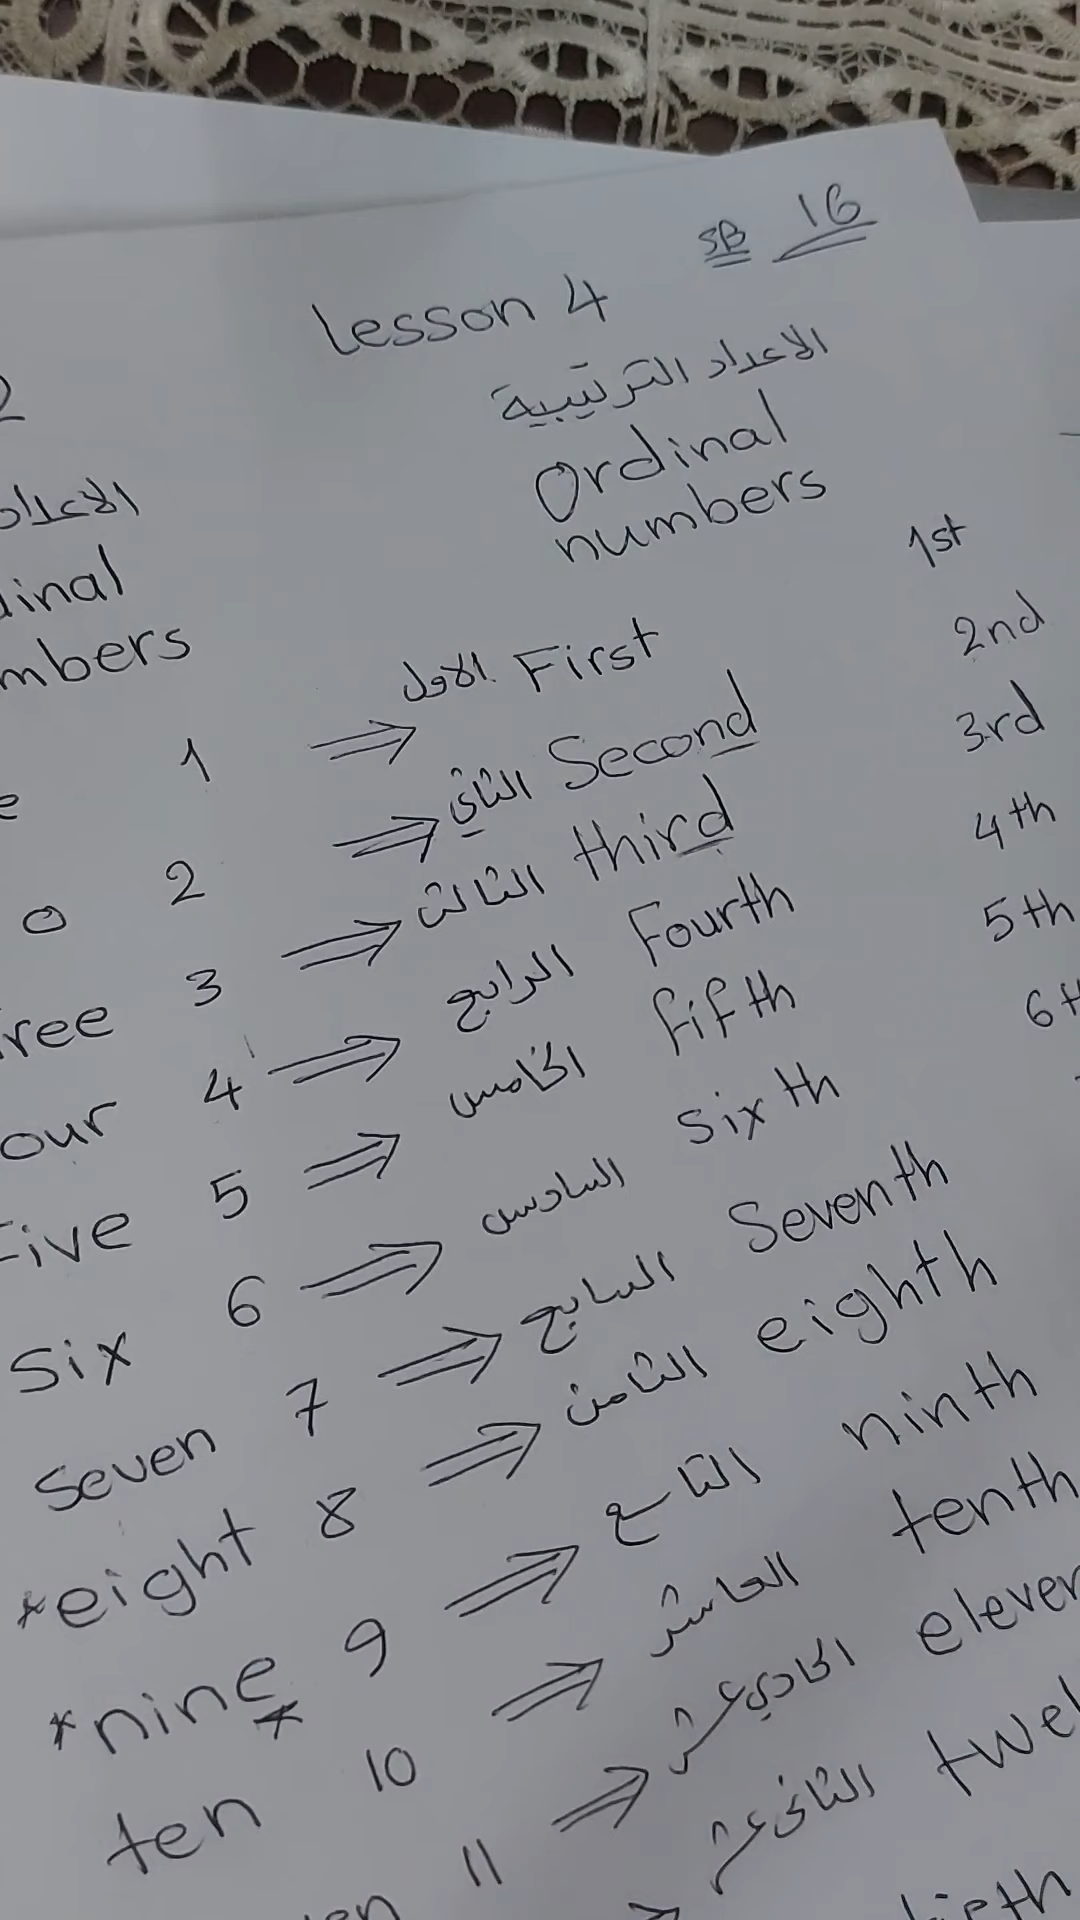 SB 16
Lesson 4
الاعداد الترتيبية
Ordinal
numbers
1 ⇒ الاول First 1st
2 ⇒ الثاني Second 2nd
3 ⇒ الثالث third 3rd
4 ⇒ الرابع Fourth 4th
Five 5 ⇒ الخامس fifth 5th
Six 6 ⇒ السادس sixth
Seven 7 ⇒ السابع Seventh
*eight 8 ⇒ الثامن eighth
*nine 9 ⇒ التاسع ninth
ten 10 ⇒ العاشر tenth
11 ⇒ الحادي عشر
الثاني عشر